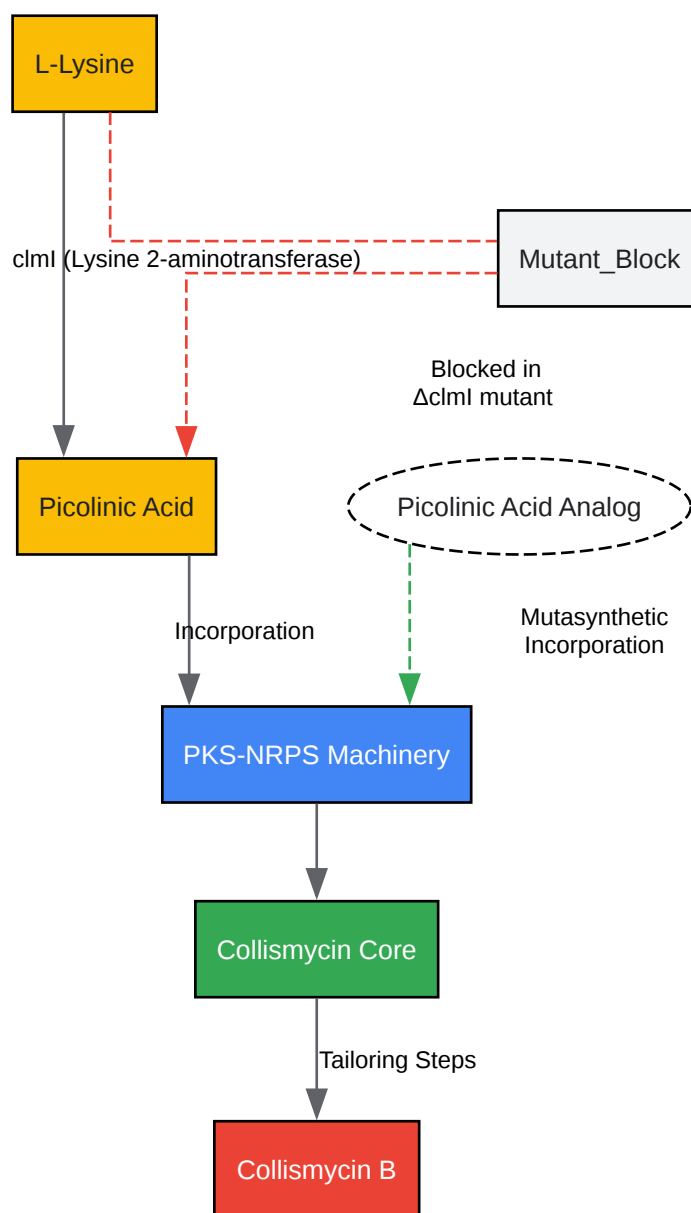 L-Lysine
clmI (Lysine 2-aminotransferase)
Mutant_Block
Blocked in
ΔclmI mutant
Picolinic Acid
Picolinic Acid Analog
Incorporation
Mutasynthetic
Incorporation
PKS-NRPS Machinery
Collismycin Core
Tailoring Steps
Collismycin B